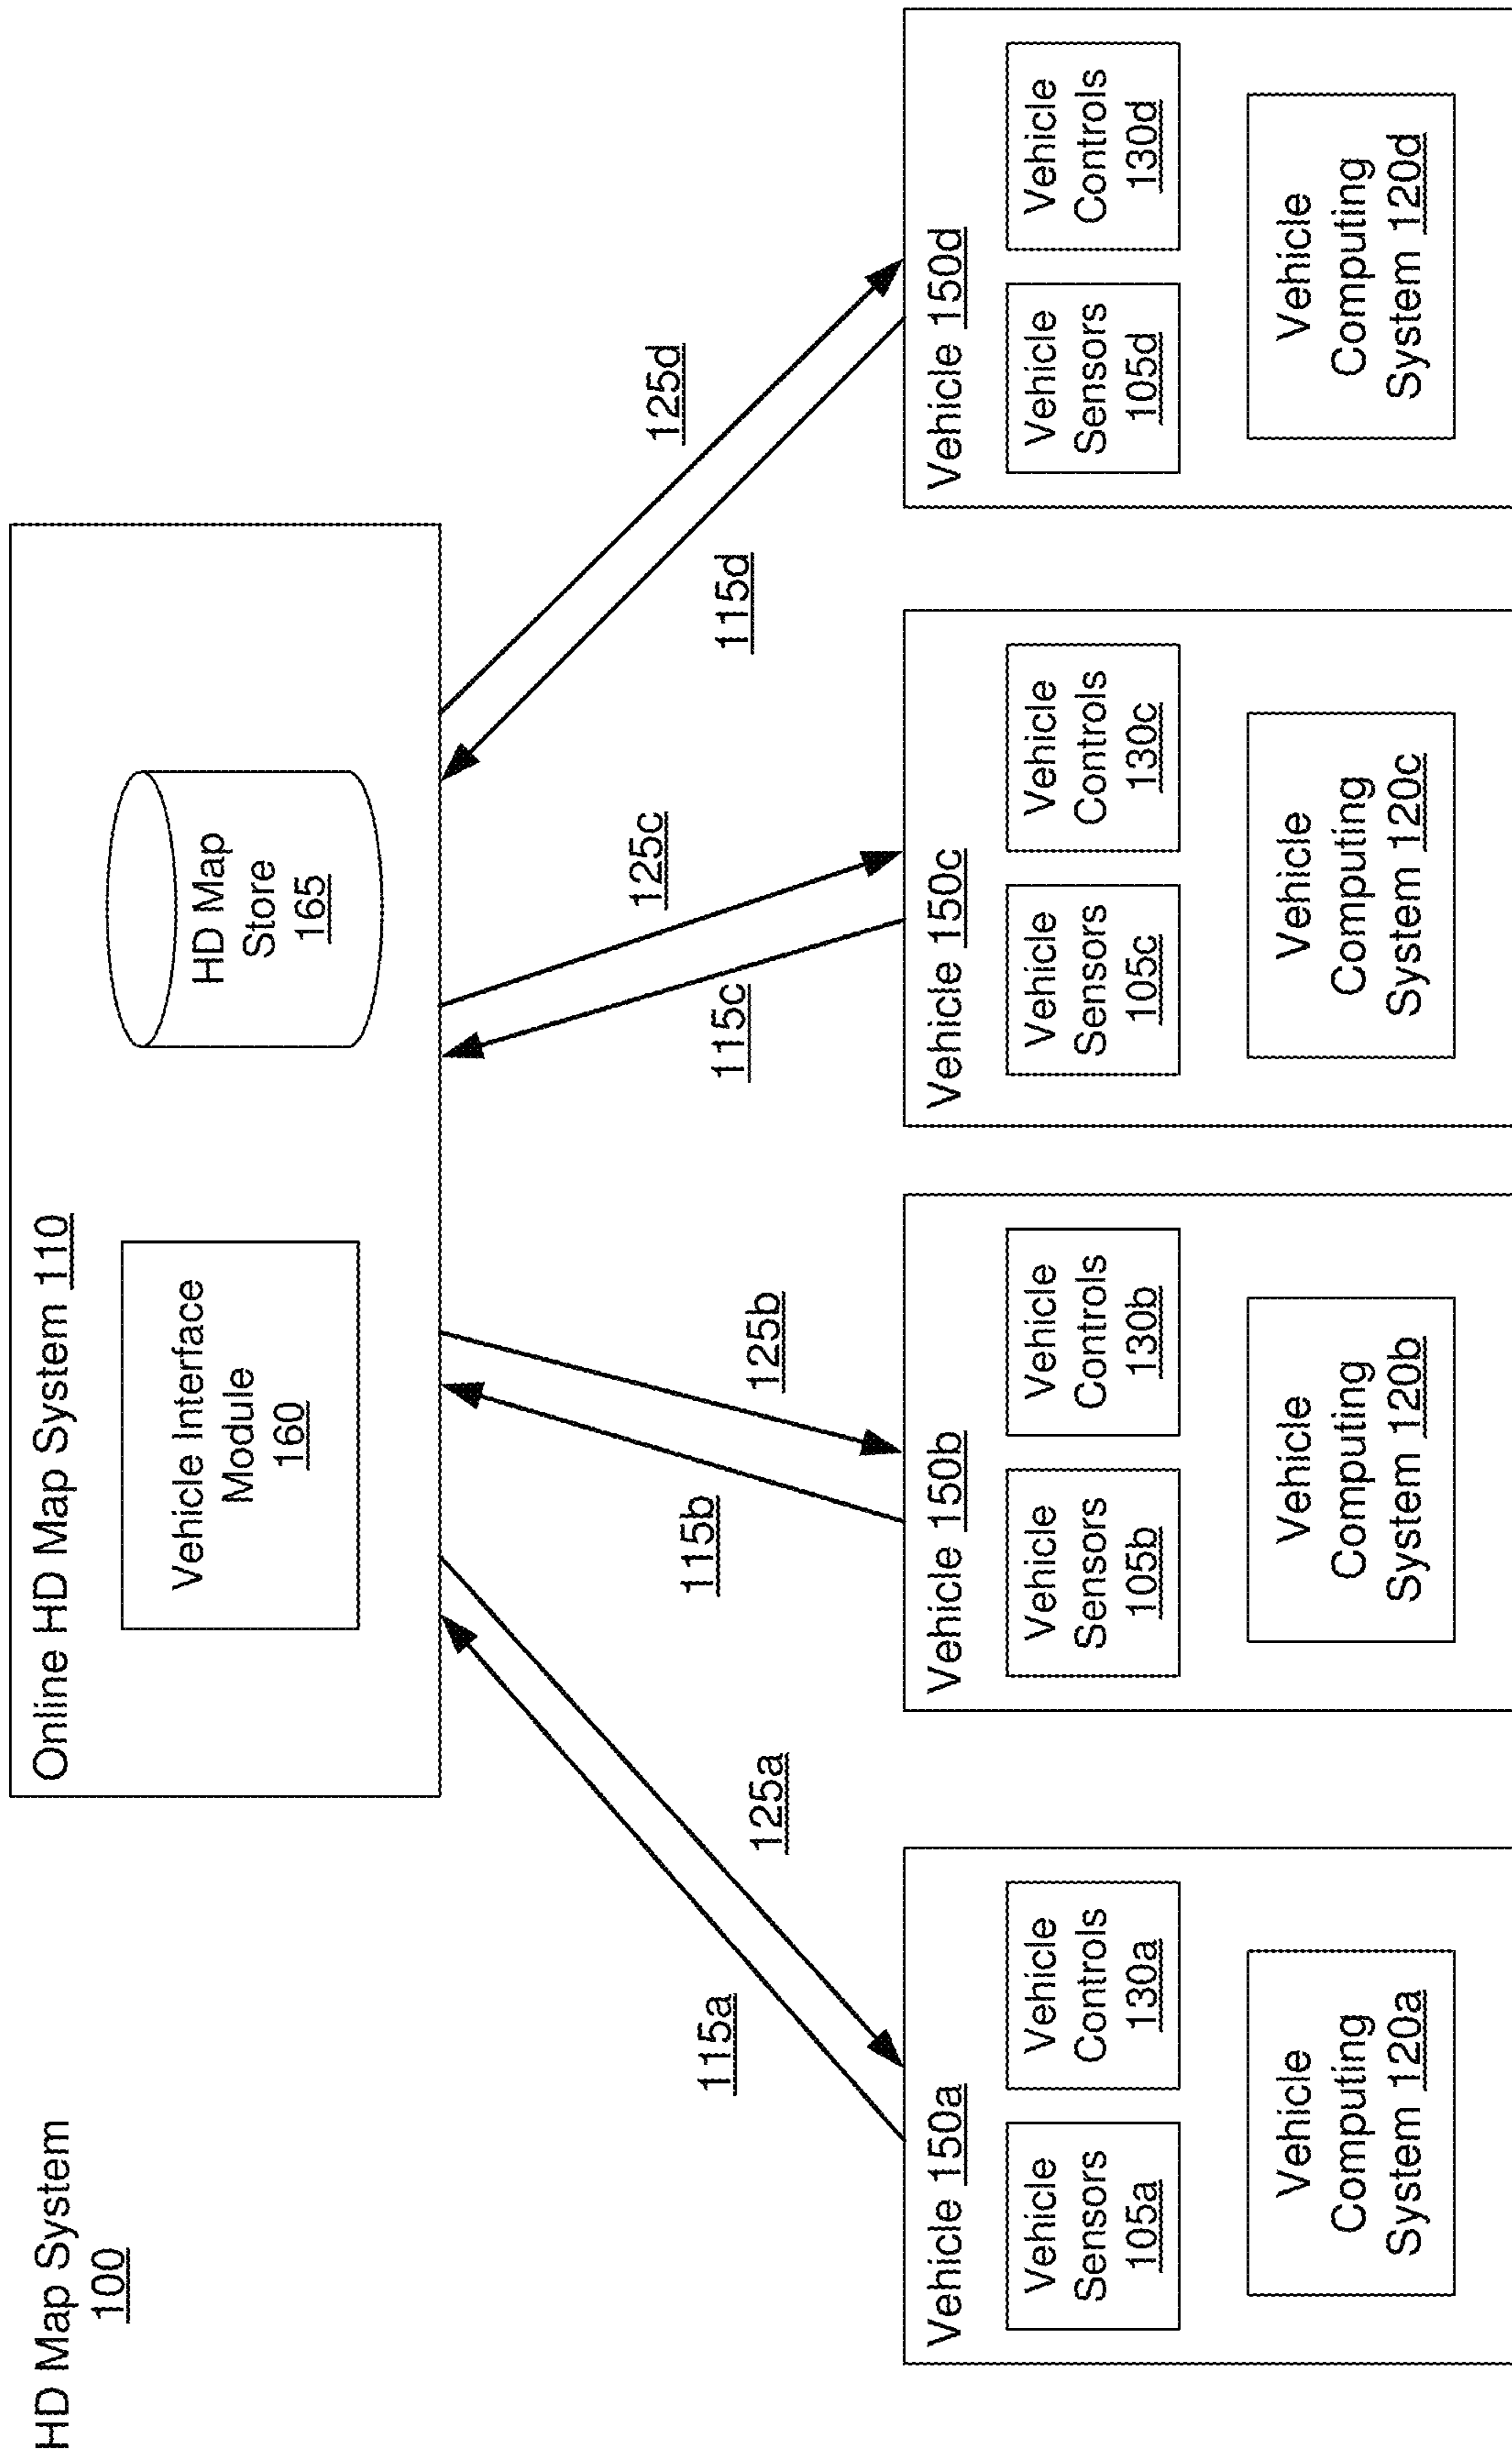 HD Map System
100
Online HD Map System 110
Vehicle Interface
Module
160
HD Map
Store
165
115a
125a
115b
125b
115c
125c
115d
125d
Vehicle 150a
Vehicle
Sensors
105a
Vehicle
Controls
130a
Vehicle
Computing
System 120a
Vehicle 150b
Vehicle
Sensors
105b
Vehicle
Controls
130b
Vehicle
Computing
System 120b
Vehicle 150c
Vehicle
Sensors
105c
Vehicle
Controls
130c
Vehicle
Computing
System 120c
Vehicle 150d
Vehicle
Sensors
105d
Vehicle
Controls
130d
Vehicle
Computing
System 120d